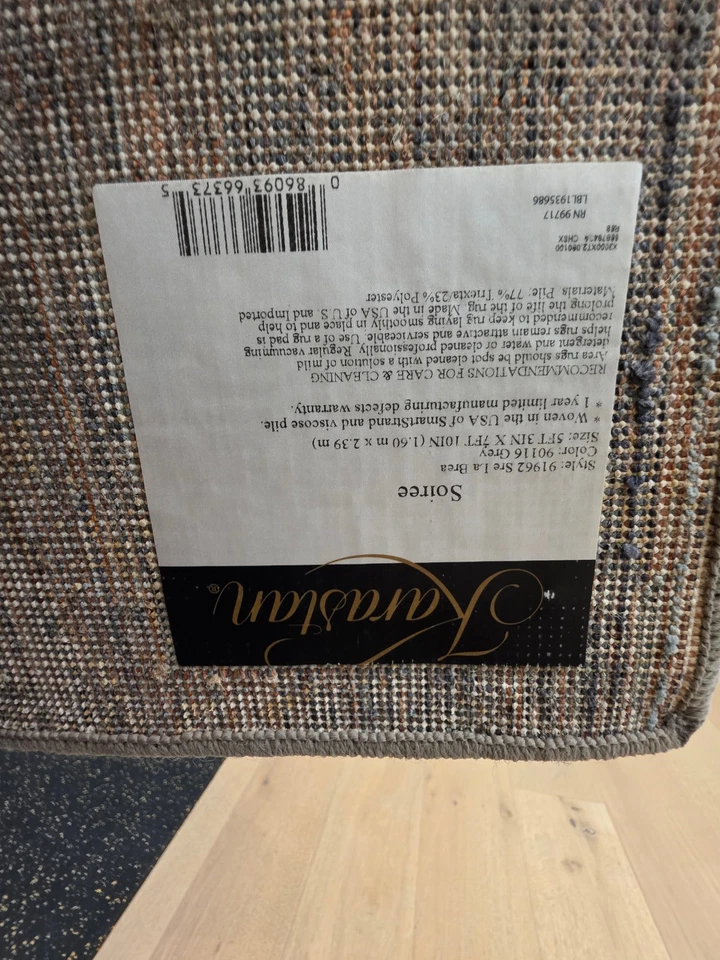 Karastan®
Soiree
Style: 91962 Sre La Brea
Color: 90116 Grey
Size: 5FT 3IN X 7FT 10IN (1.60 m x 2.39 m)
* Woven in the USA of SmartStrand and viscose pile.
* 1 year limited manufacturing defects warranty.
RECOMMENDATIONS FOR CARE & CLEANING
Area rugs should be spot cleaned with a solution of mild
detergent and water or cleaned professionally. Regular vacuuming
helps rugs remain attractive and serviceable. Use of a rug pad is
recommended to keep rug laying smoothly in place and to help
prolong the life of the rug. Made in the USA of U.S. and Imported
Materials. Pile: 77% Triexta/23% Polyester
RN 99717
LBL1935686
0 86093 66373 5